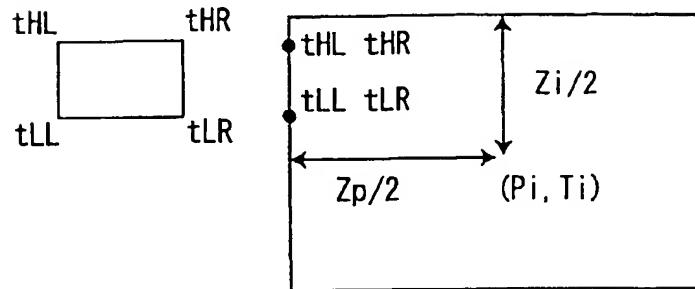 tHL tHR
tLL tLR
tHL tHR
tLL tLR
Zi/2
Zp/2
(Pi, Ti)